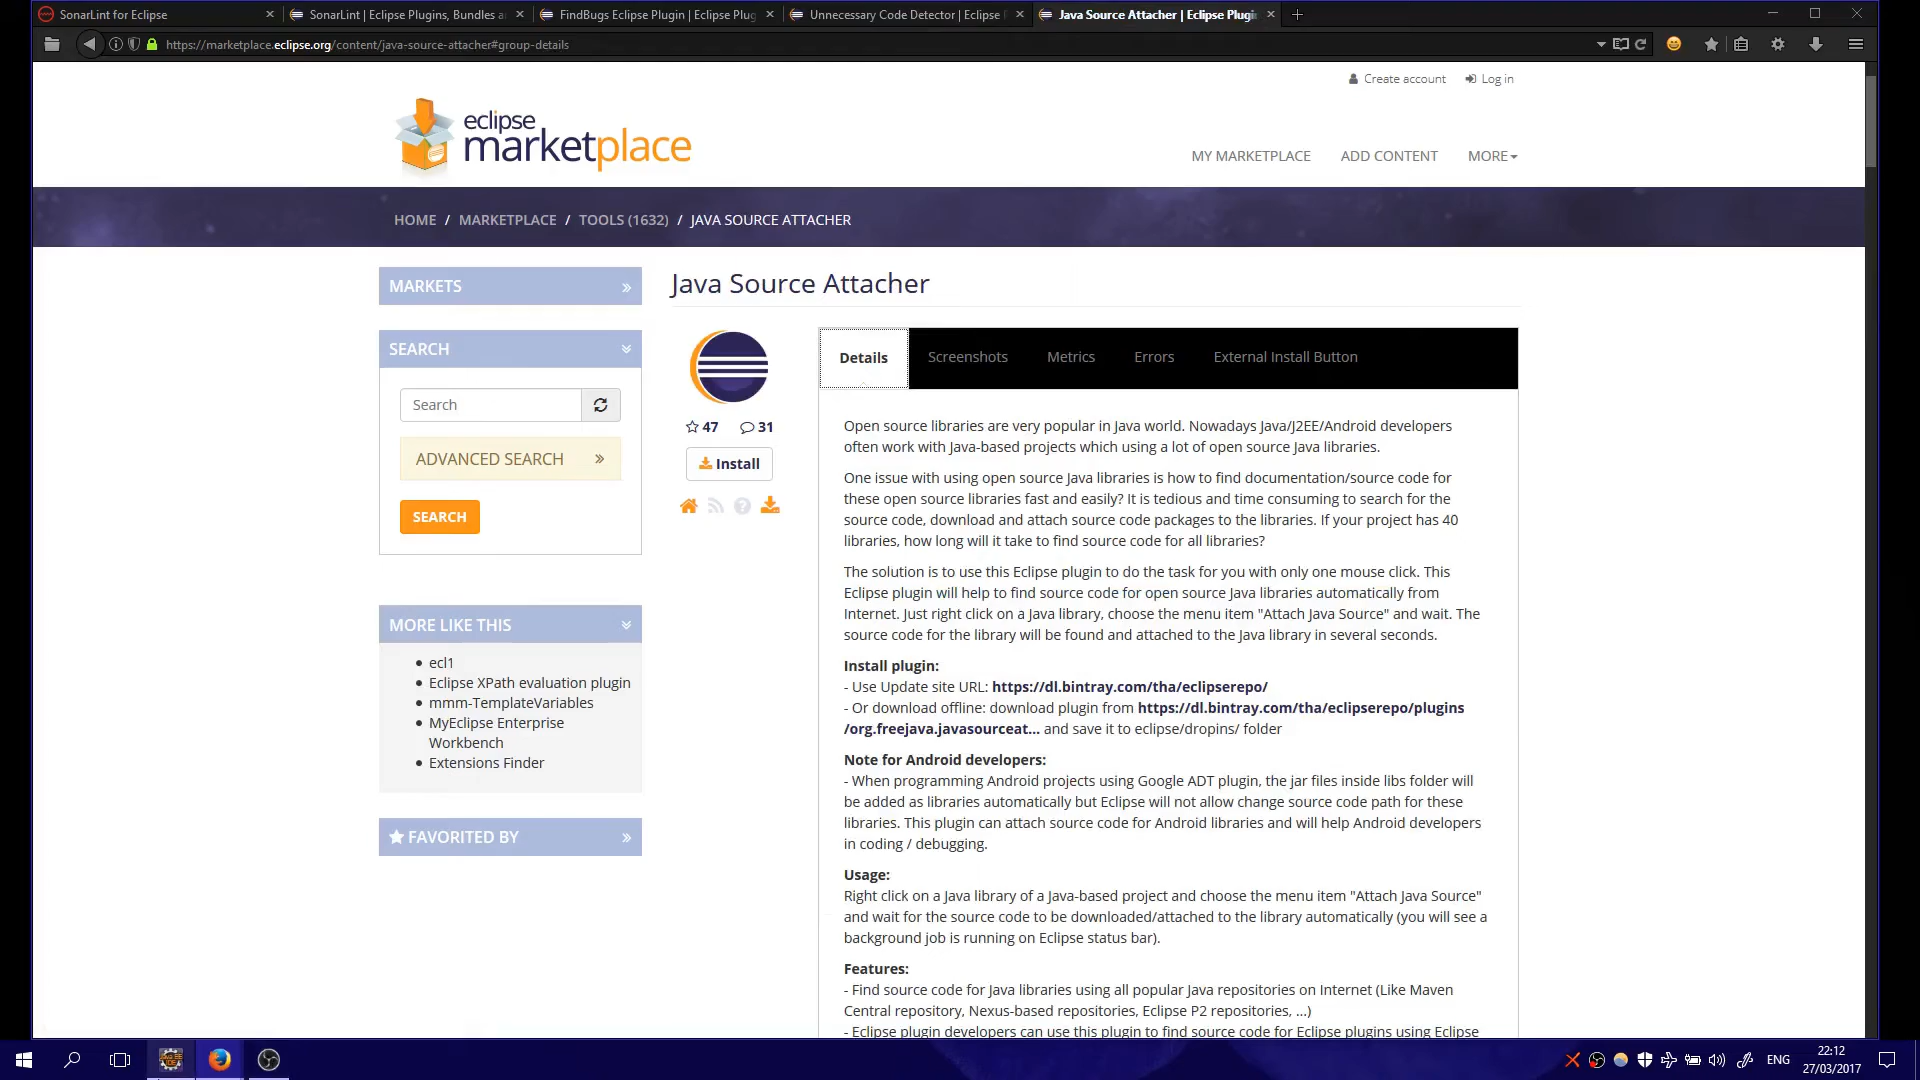 SonarLint for Eclipse
SonarLint | Eclipse Plugins, Bundles a
FindBugs Eclipse Plugin | Eclipse Plug
Unnecessary Code Detector | Eclipse
Java Source Attacher | Eclipse Plugi
https://marketplace.eclipse.org/content/java-source-attacher#group-details
Create account
Log in
eclipse
marketplace
MY MARKETPLACE
ADD CONTENT
MORE
HOME / MARKETPLACE / TOOLS (1632) / JAVA SOURCE ATTACHER
MARKETS
SEARCH
Search
ADVANCED SEARCH
SEARCH
MORE LIKE THIS
ecl1
Eclipse XPath evaluation plugin
mmm-TemplateVariables
MyEclipse Enterprise
Workbench
Extensions Finder
FAVORITED BY
Java Source Attacher
47
31
Install
Details
Screenshots
Metrics
Errors
External Install Button
Open source libraries are very popular in Java world. Nowadays Java/J2EE/Android developers
often work with Java-based projects which using a lot of open source Java libraries.
One issue with using open source Java libraries is how to find documentation/source code for
these open source libraries fast and easily? It is tedious and time consuming to search for the
source code, download and attach source code packages to the libraries. If your project has 40
libraries, how long will it take to find source code for all libraries?
The solution is to use this Eclipse plugin to do the task for you with only one mouse click. This
Eclipse plugin will help to find source code for open source Java libraries automatically from
Internet. Just right click on a Java library, choose the menu item "Attach Java Source" and wait. The
source code for the library will be found and attached to the Java library in several seconds.
Install plugin:
- Use Update site URL: https://dl.bintray.com/tha/eclipserepo/
- Or download offline: download plugin from https://dl.bintray.com/tha/eclipserepo/plugins
/org.freejava.javasourceat... and save it to eclipse/dropins/ folder
Note for Android developers:
- When programming Android projects using Google ADT plugin, the jar files inside libs folder will
be added as libraries automatically but Eclipse will not allow change source code path for these
libraries. This plugin can attach source code for Android libraries and will help Android developers
in coding / debugging.
Usage:
Right click on a Java library of a Java-based project and choose the menu item "Attach Java Source"
and wait for the source code to be downloaded/attached to the library automatically (you will see a
background job is running on Eclipse status bar).
Features:
- Find source code for Java libraries using all popular Java repositories on Internet (Like Maven
Central repository, Nexus-based repositories, Eclipse P2 repositories, ...)
- Eclipse plugin developers can use this plugin to find source code for Eclipse plugins using Eclipse
ENG
22:12
27/03/2017